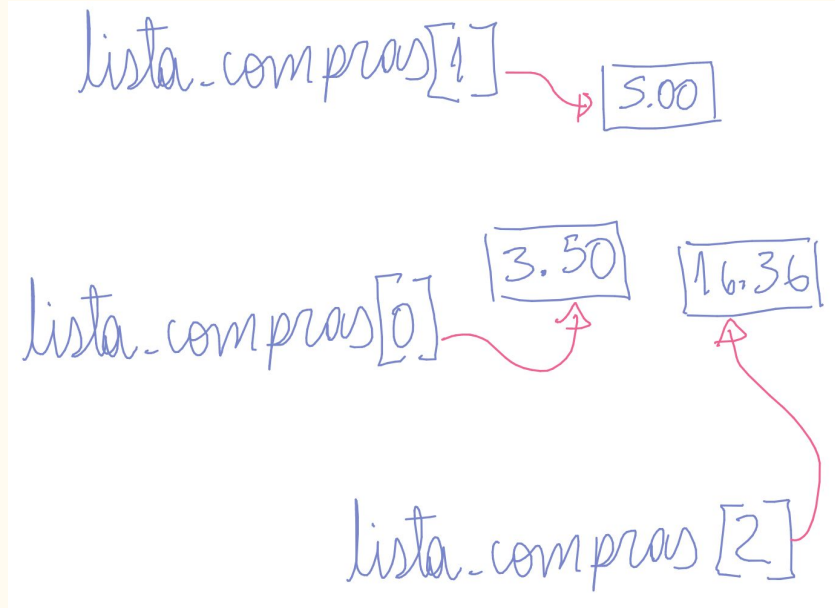 lista_compras[1]
5.00
3.50
16.36
lista_compras[0]
lista_compras[2]